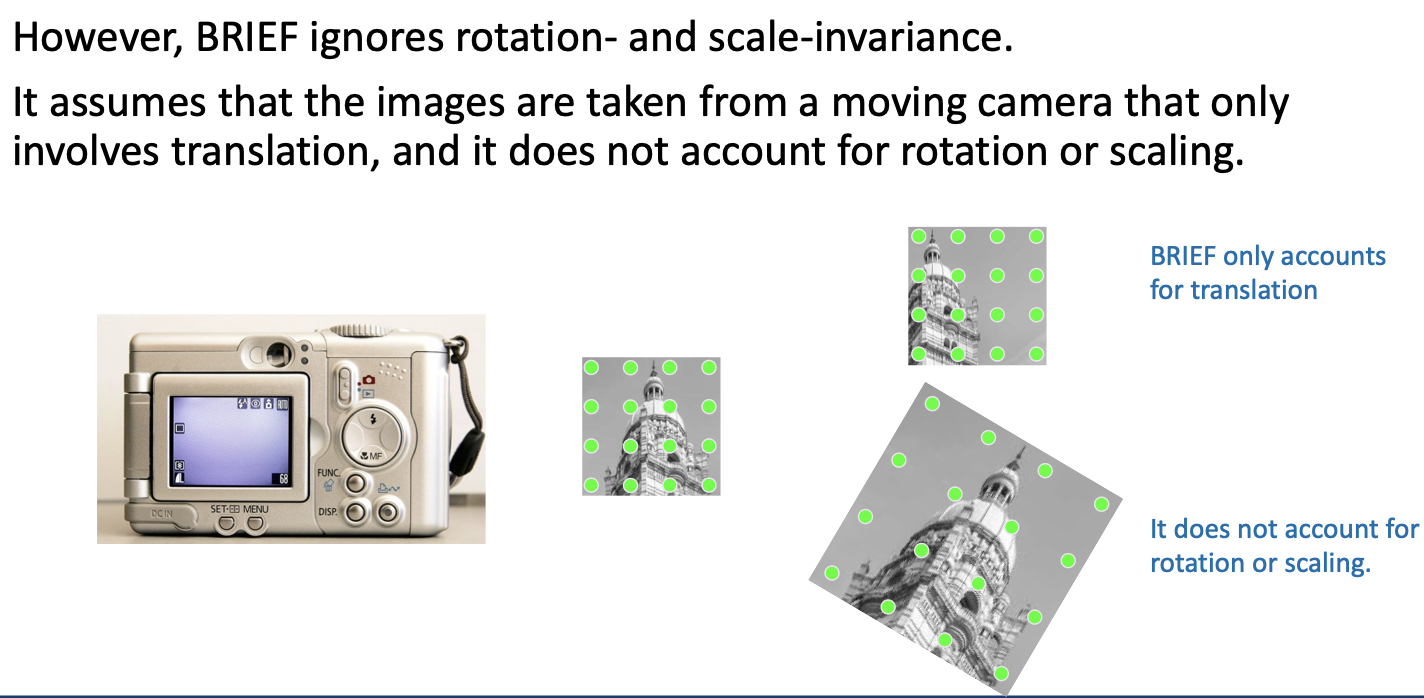 However, BRIEF ignores rotation- and scale-invariance.
It assumes that the images are taken from a moving camera that only
involves translation, and it does not account for rotation or scaling.
BRIEF only accounts
for translation
MF
FUNC.
68
SET
MENU
DISP.
DC IN
It does not account for
rotation or scaling.